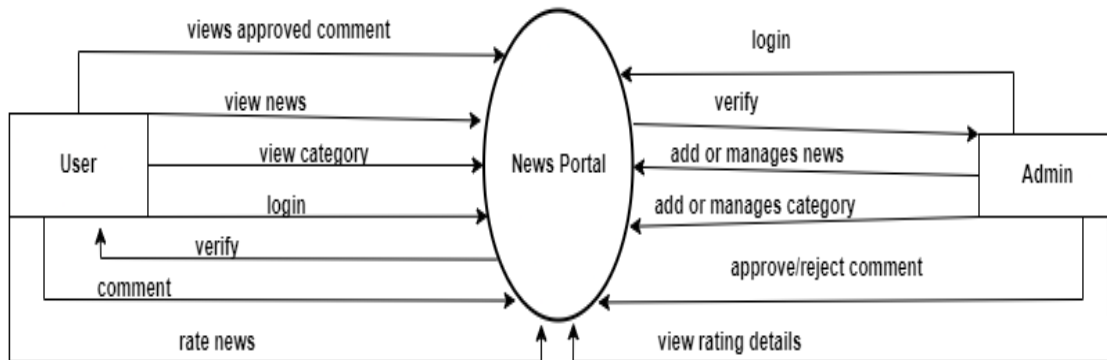 views approved comment
login
view news
verify
view category
add or manages news
User
News Portal
Admin
login
add or manages category
verify
approve/reject comment
comment
rate news
view rating details